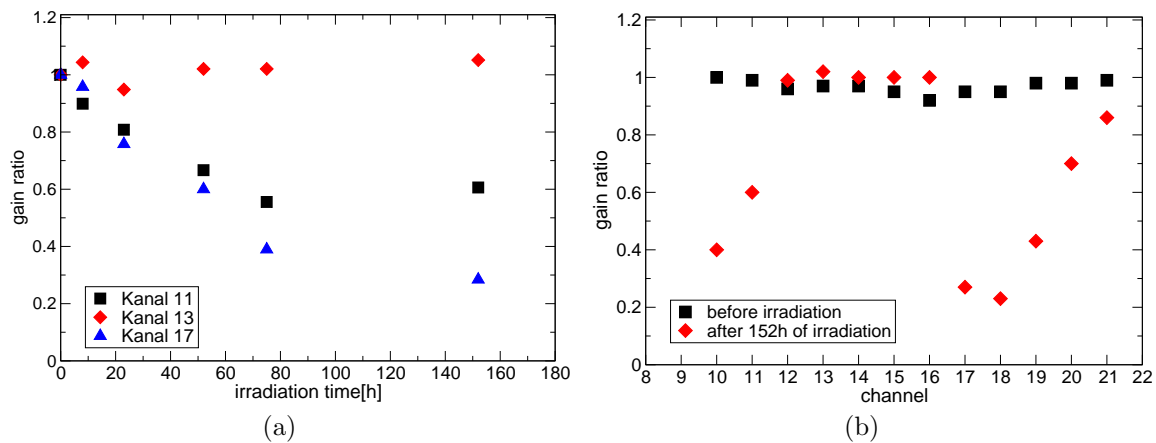 1.2
1
0.8
0.6
0.4
0.2
0
gain ratio
0 20 40 60 80 100 120 140 160 180
irradiation time[h]
Kanal 11
Kanal 13
Kanal 17
(a)
1.2
1
0.8
0.6
0.4
0.2
0
gain ratio
8 9 10 11 12 13 14 15 16 17 18 19 20 21 22
channel
before irradiation
after 152h of irradiation
(b)